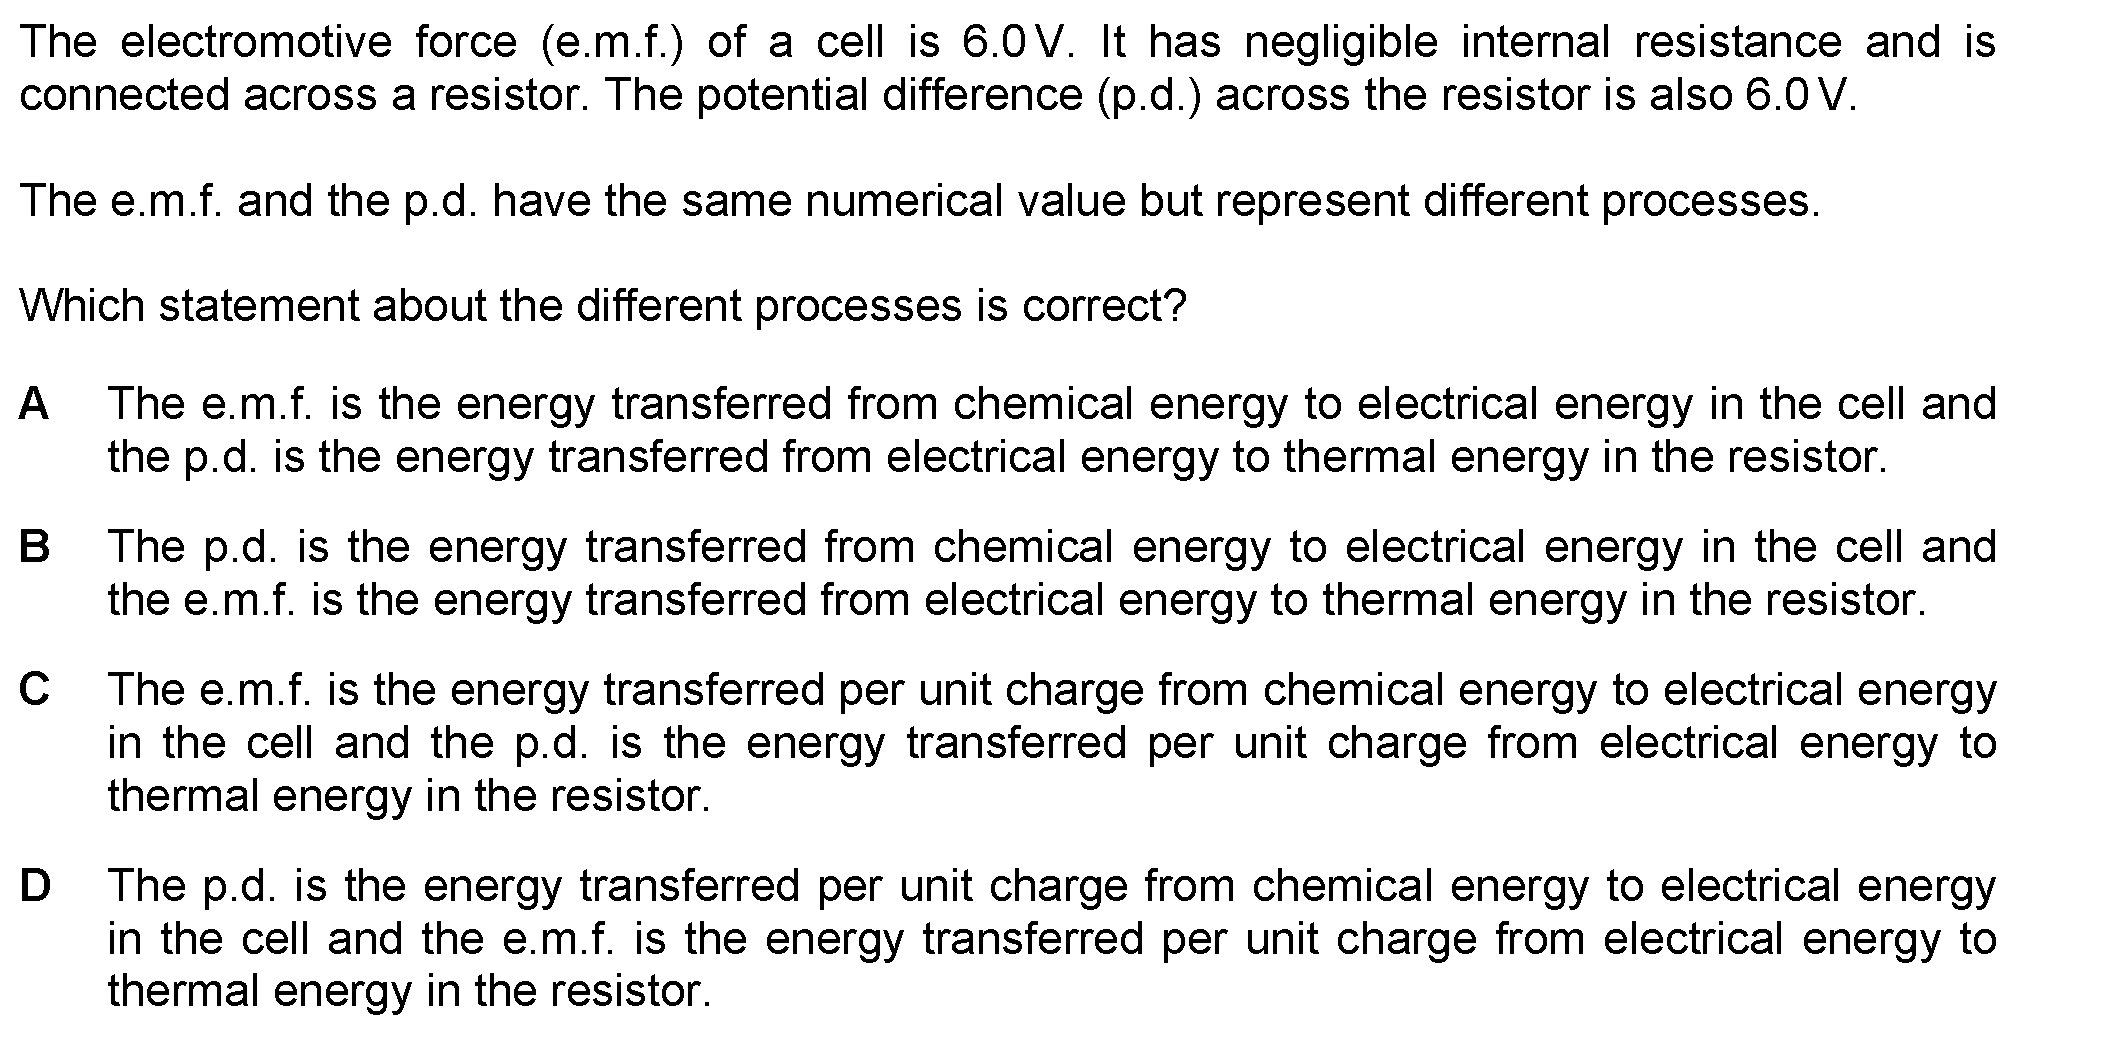 The electromotive force (e.m.f.) of a cell is 6.0 V. It has negligible internal resistance and is
connected across a resistor. The potential difference (p.d.) across the resistor is also 6.0 V.
The e.m.f. and the p.d. have the same numerical value but represent different processes.
Which statement about the different processes is correct?
A The e.m.f. is the energy transferred from chemical energy to electrical energy in the cell and
the p.d. is the energy transferred from electrical energy to thermal energy in the resistor.
B The p.d. is the energy transferred from chemical energy to electrical energy in the cell and
the e.m.f. is the energy transferred from electrical energy to thermal energy in the resistor.
C The e.m.f. is the energy transferred per unit charge from chemical energy to electrical energy
in the cell and the p.d. is the energy transferred per unit charge from electrical energy to
thermal energy in the resistor.
D The p.d. is the energy transferred per unit charge from chemical energy to electrical energy
in the cell and the e.m.f. is the energy transferred per unit charge from electrical energy to
thermal energy in the resistor.